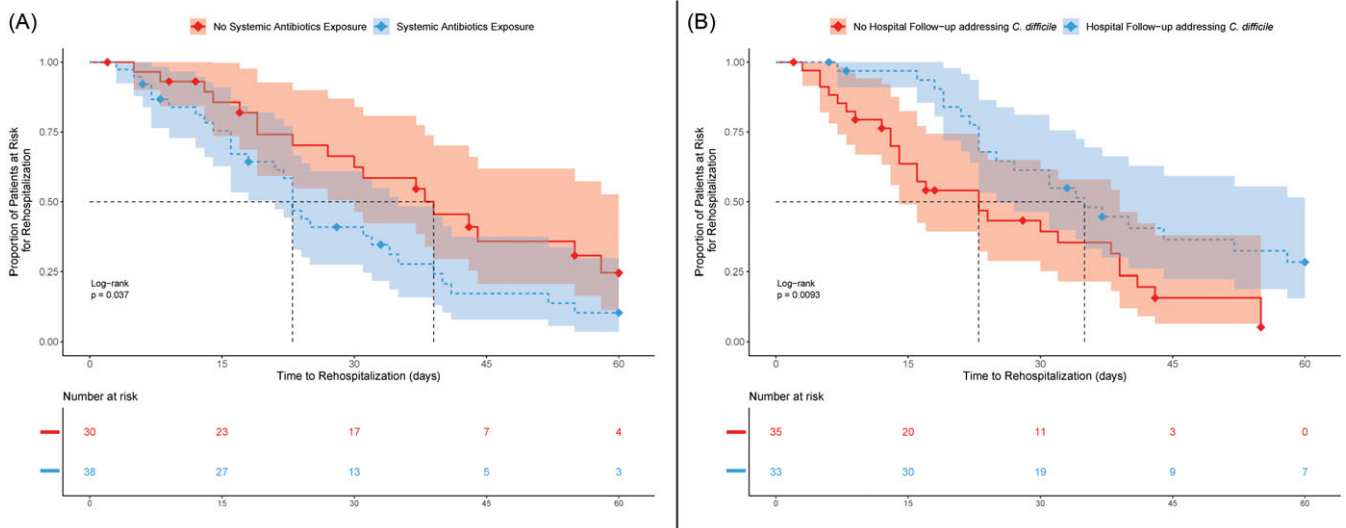 (A)
No Systemic Antibiotics Exposure Systemic Antibiotics Exposure
Proportion of Patients at Risk
for Rehospitalization
1.00
0.75
0.50
0.25
0.00
Log-rank
p = 0.037
0 15 30 45 60
Time to Rehospitalization (days)
Number at risk
30 23 17 7 4
38 27 13 5 3
0 15 30 45 60
(B)
No Hospital Follow-up addressing C. difficile Hospital Follow-up addressing C. difficile
Proportion of Patients at Risk
for Rehospitalization
1.00
0.75
0.50
0.25
0.00
Log-rank
p = 0.0093
0 15 30 45 60
Time to Rehospitalization (days)
Number at risk
35 20 11 3 0
33 30 19 9 7
0 15 30 45 60